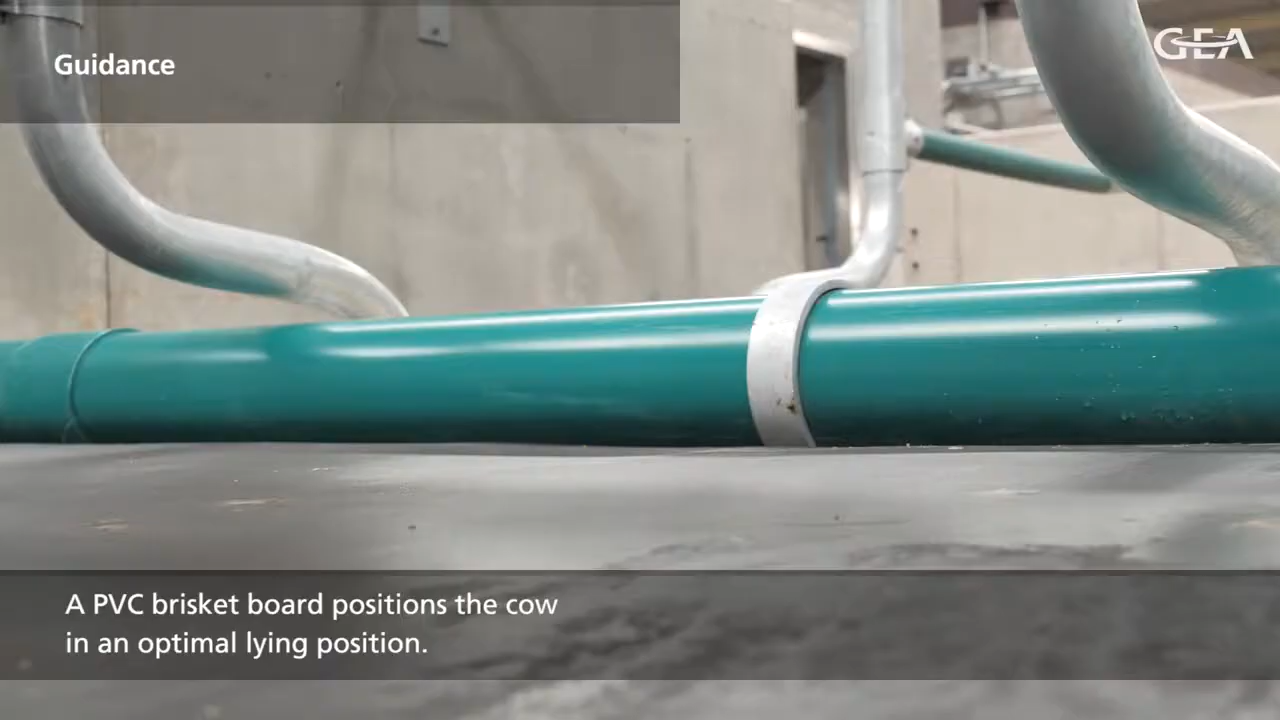 Guidance
GEA
A PVC brisket board positions the cow
in an optimal lying position.